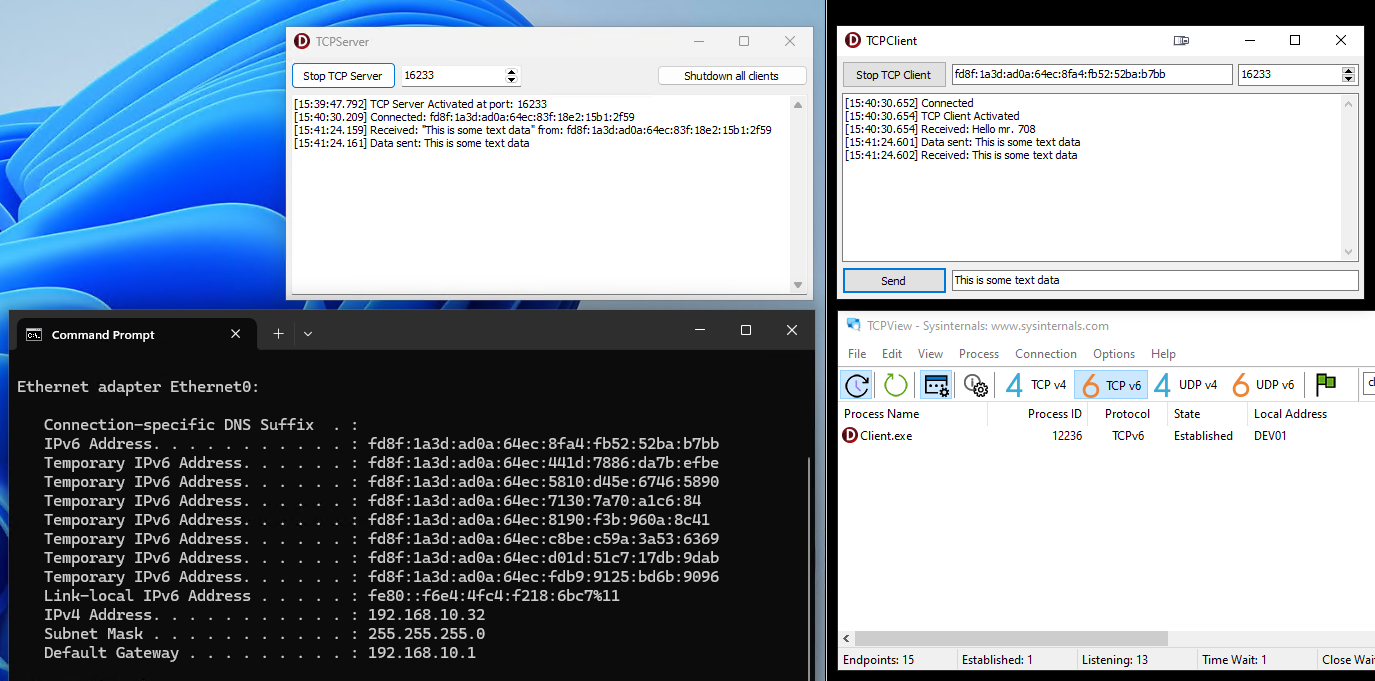 TCPServer
Stop TCP Server 16233 Shutdown all clients
[15:39:47.792] TCP Server Activated at port: 16233
[15:40:30.209] Connected: fd8f:1a3d:ad0a:64ec:83f:18e2:15b1:2f59
[15:41:24.159] Received: "This is some text data" from: fd8f:1a3d:ad0a:64ec:83f:18e2:15b1:2f59
[15:41:24.161] Data sent: This is some text data
TCPClient
Stop TCP Client fd8f:1a3d:ad0a:64ec:8fa4:fb52:52ba:b7bb 16233
[15:40:30.652] Connected
[15:40:30.654] TCP Client Activated
[15:40:30.654] Received: Hello mr. 708
[15:41:24.601] Data sent: This is some text data
[15:41:24.602] Received: This is some text data
Send This is some text data
Command Prompt
Ethernet adapter Ethernet0:
Connection-specific DNS Suffix . :
IPv6 Address. . . . . . . . . . . : fd8f:1a3d:ad0a:64ec:8fa4:fb52:52ba:b7bb
Temporary IPv6 Address. . . . . . : fd8f:1a3d:ad0a:64ec:441d:7886:da7b:efbe
Temporary IPv6 Address. . . . . . : fd8f:1a3d:ad0a:64ec:5810:d45e:6746:5890
Temporary IPv6 Address. . . . . . : fd8f:1a3d:ad0a:64ec:7130:7a70:a1c6:84
Temporary IPv6 Address. . . . . . : fd8f:1a3d:ad0a:64ec:8190:f3b:960a:8c41
Temporary IPv6 Address. . . . . . : fd8f:1a3d:ad0a:64ec:c8be:c59a:3a53:6369
Temporary IPv6 Address. . . . . . : fd8f:1a3d:ad0a:64ec:d01d:51c7:17db:9dab
Temporary IPv6 Address. . . . . . : fd8f:1a3d:ad0a:64ec:fdb9:9125:bd6b:9096
Link-local IPv6 Address . . . . . : fe80::f6e4:4fc4:f218:6bc7%11
IPv4 Address. . . . . . . . . . . : 192.168.10.32
Subnet Mask . . . . . . . . . . . : 255.255.255.0
Default Gateway . . . . . . . . . : 192.168.10.1
TCPView - Sysinternals: www.sysinternals.com
File Edit View Process Connection Options Help
4 TCP v4 6 TCP v6 4 UDP v4 6 UDP v6
Process Name Process ID Protocol State Local Address
Client.exe 12236 TCPv6 Established DEV01
Endpoints: 15 Established: 1 Listening: 13 Time Wait: 1 Close Wai